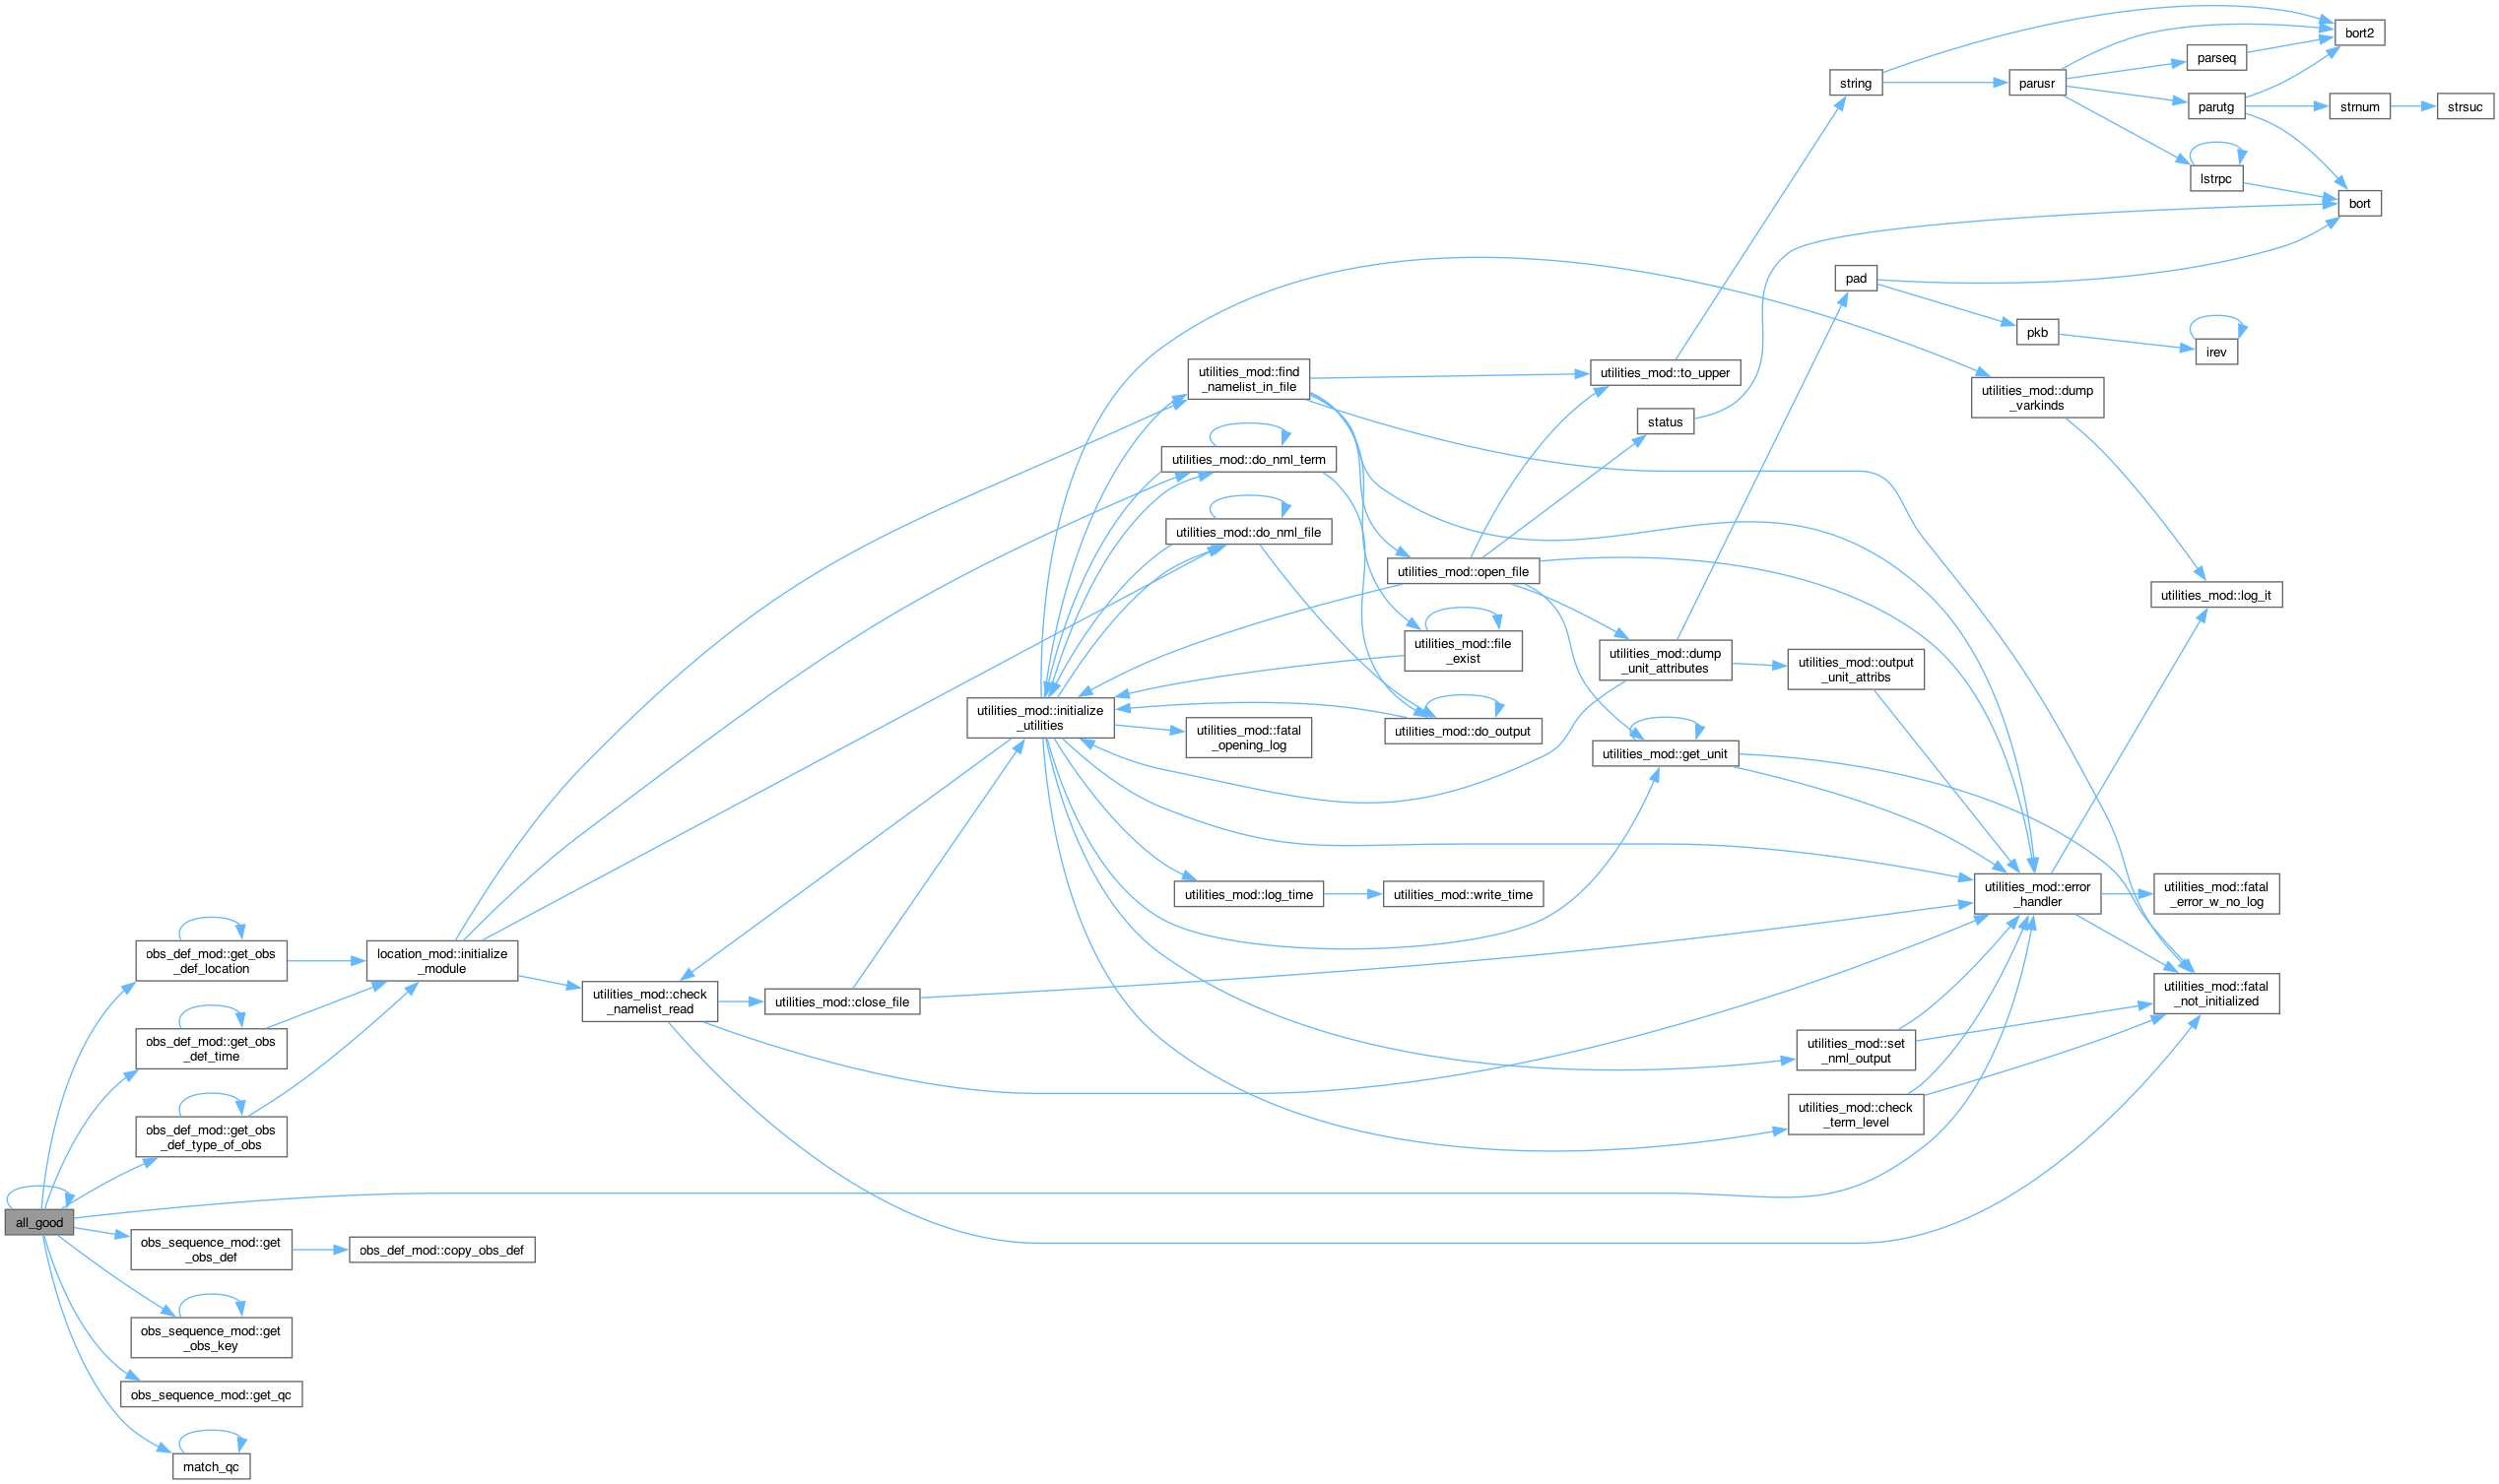 bort2
parseq
string
parusr
parutg
strnum
strsuc
lstrpc
bort
pad
pkb
irev
utilities_mod::find
_namelist_in_file
utilities_mod::to_upper
utilities_mod::dump
_varkinds
status
utilities_mod::do_nml_term
utilities_mod::do_nml_file
utilities_mod::open_file
utilities_mod::log_it
utilities_mod::file
_exist
utilities_mod::dump
_unit_attributes
utilities_mod::output
_unit_attribs
utilities_mod::initialize
_utilities
utilities_mod::fatal
_opening_log
utilities_mod::do_output
utilities_mod::get_unit
utilities_mod::log_time
utilities_mod::write_time
utilities_mod::error
_handler
utilities_mod::fatal
_error_w_no_log
obs_def_mod::get_obs
_def_location
location_mod::initialize
_module
utilities_mod::check
_namelist_read
utilities_mod::close_file
utilities_mod::fatal
_not_initialized
obs_def_mod::get_obs
_def_time
utilities_mod::set
_nml_output
obs_def_mod::get_obs
_def_type_of_obs
utilities_mod::check
_term_level
all_good
obs_sequence_mod::get
_obs_def
obs_def_mod::copy_obs_def
obs_sequence_mod::get
_obs_key
obs_sequence_mod::get_qc
match_qc